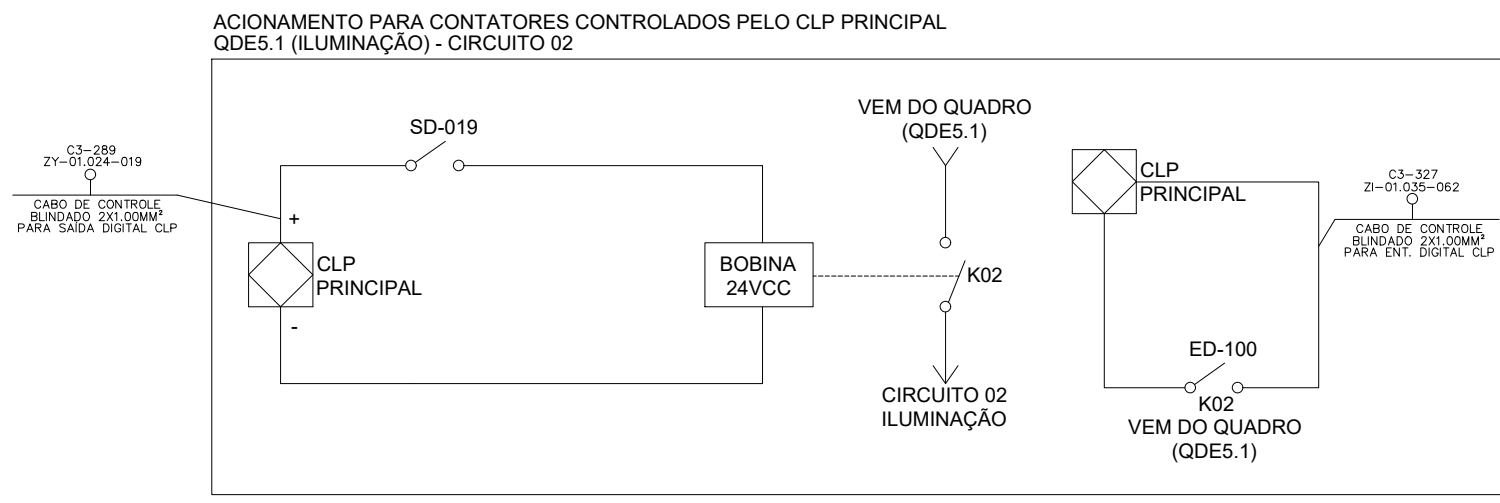 ACIONAMENTO PARA CONTATORES CONTROLADOS PELO CLP PRINCIPAL
QDE5.1 (ILUMINAÇÃO) - CIRCUITO 02
C3-289
ZY-01.024-019
CABO DE CONTROLE
BLINDADO 2X1.00MM²
PARA SAÍDA DIGITAL CLP
SD-019
+
CLP
PRINCIPAL
-
BOBINA
24VCC
VEM DO QUADRO
(QDE5.1)
K02
CIRCUITO 02
ILUMINAÇÃO
CLP
PRINCIPAL
ED-100
K02
VEM DO QUADRO
(QDE5.1)
C3-327
ZI-01.035-062
CABO DE CONTROLE
BLINDADO 2X1.00MM²
PARA ENT. DIGITAL CLP